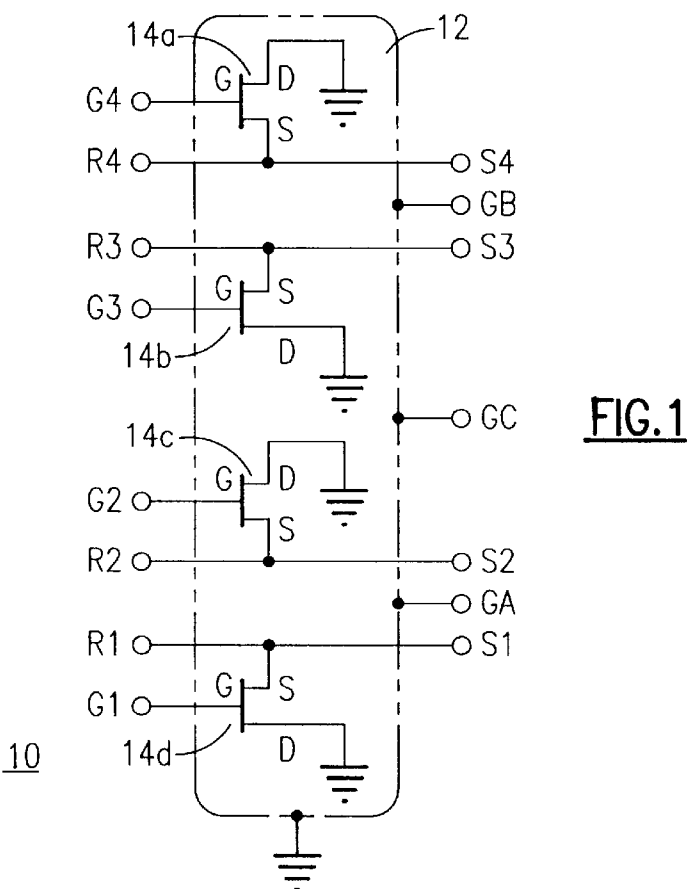 14a
12
G D
G4
S
R4 S4
GB
R3 S3
G S
G3
14b D
GC
FIG.1
14c
G D
G2
S
R2 S2
GA
R1 S1
G S
G1
14d D
10